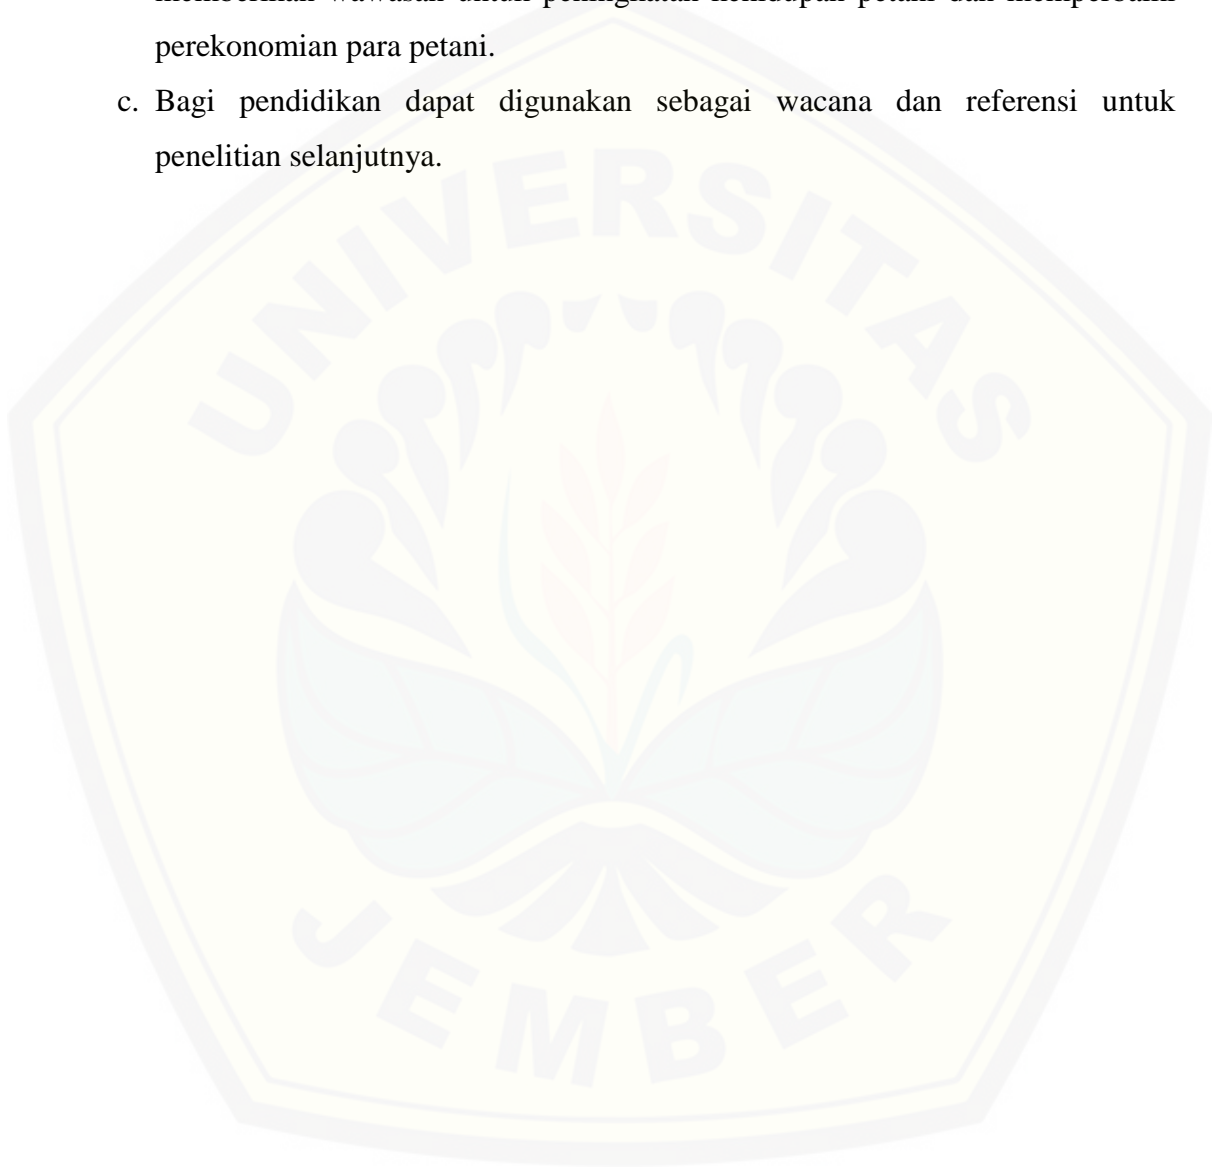 perekonomian para petani.
c. Bagi pendidikan dapat digunakan sebagai wacana dan referensi untuk
penelitian selanjutnya.
UNIVERSITAS
JEMBER